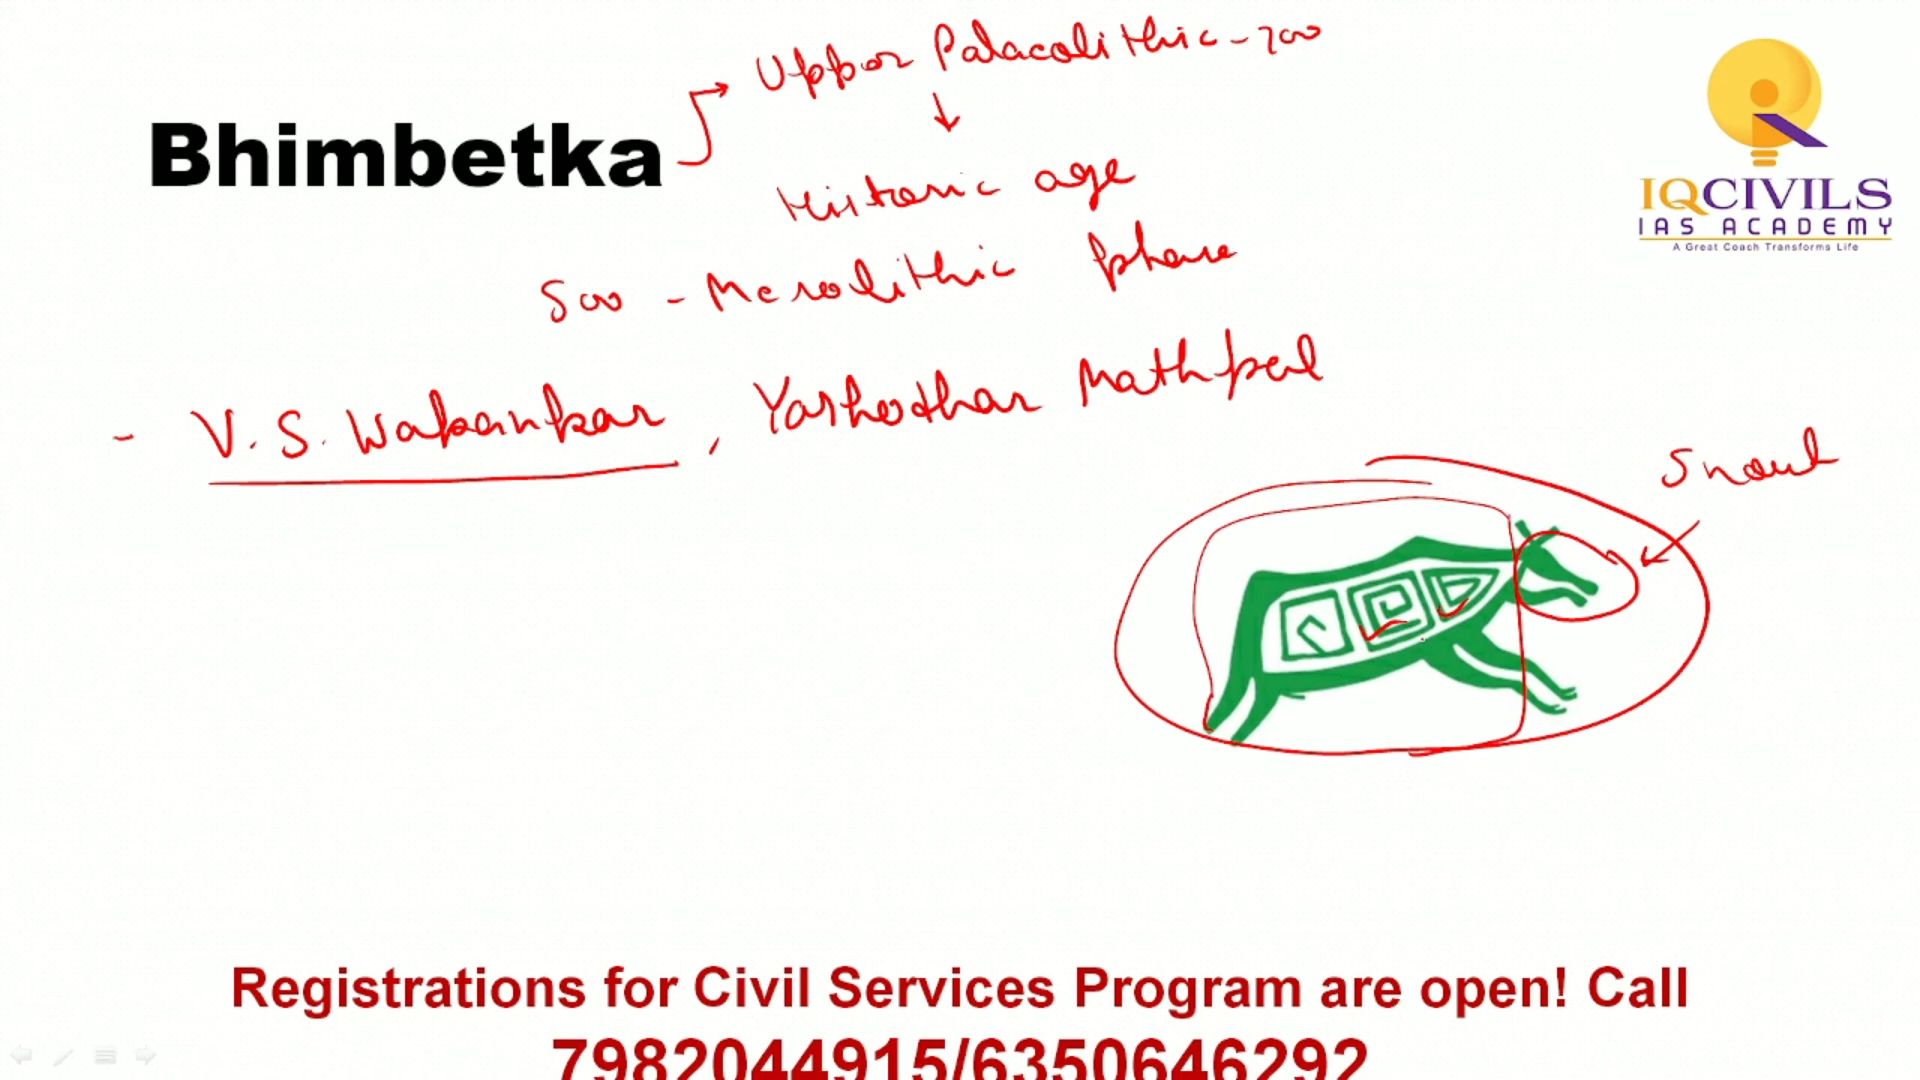 Upper Palaeolithic - 700
Bhimbetka
Historic age
500 - Mesolithic phase
- V. S. Wakankar, Yashodhar Mathpal
Snout
IQCIVILS
IAS ACADEMY
A Great Coach Transforms Life
Registrations for Civil Services Program are open! Call
7982044915/6350646292